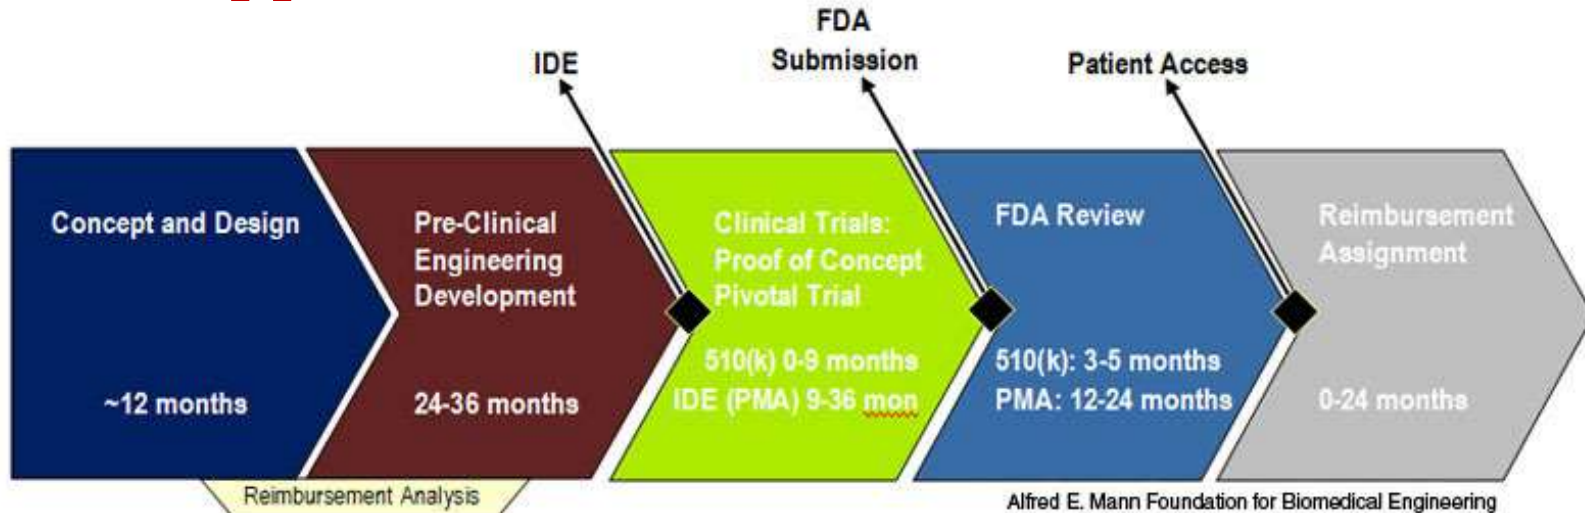 IDE
FDA
Submission
Patient Access
Concept and Design
~12 months
Pre-Clinical
Engineering
Development
24-36 months
Clinical Trials:
Proof of Concept
Pivotal Trial
510(k) 0-9 months
IDE (PMA) 9-36 mon
FDA Review
510(k): 3-5 months
PMA: 12-24 months
Reimbursement
Assignment
0-24 months
Reimbursement Analysis
Alfred E. Mann Foundation for Biomedical Engineering